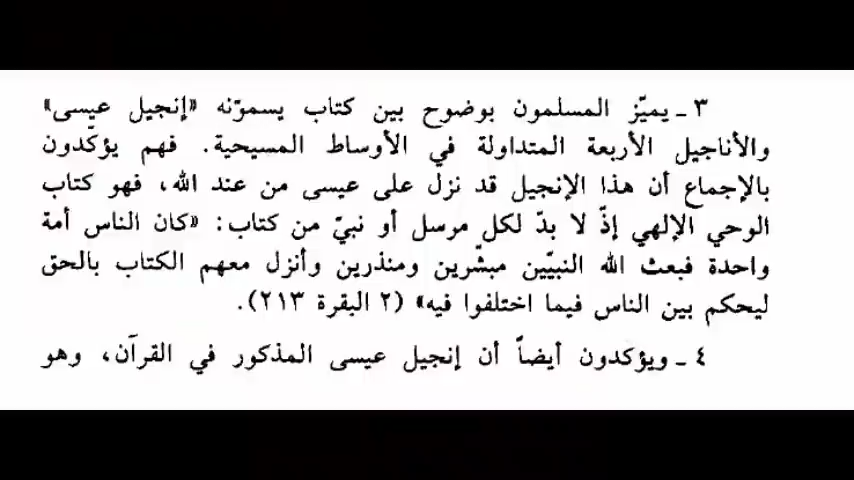 ٣ - يميّز المسلمون بوضوح بين كتاب يسموّنه «إنجيل عيسى»
والأناجيل الأربعة المتداولة في الأوساط المسيحية. فهم يؤكّدون
بالإجماع أن هذا الإنجيل قد نزل على عيسى من عند الله، فهو كتاب
الوحي الإلهي إذّ لا بدّ لكل مرسل أو نبيّ من كتاب: «كان الناس أمة
واحدة فبعث الله النبيّين مبشّرين ومنذرين وأنزل معهم الكتاب بالحق
ليحكم بين الناس فيما اختلفوا فيه» (٢ البقرة ٢١٣).
٤ - ويؤكدون أيضاً أن إنجيل عيسى المذكور في القرآن، وهو